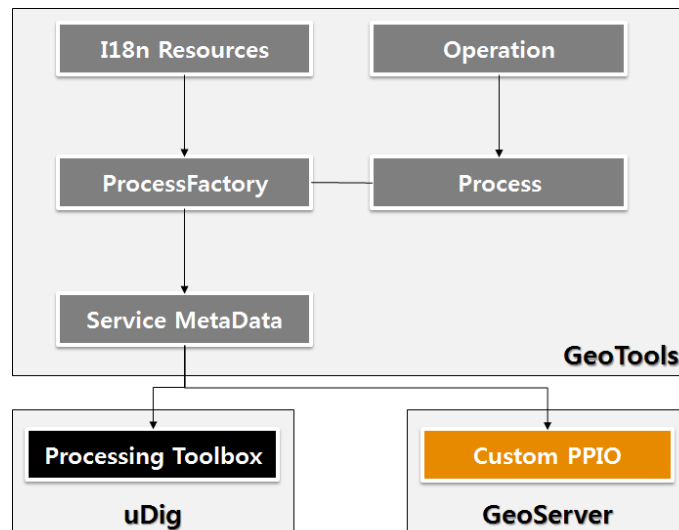 I18n Resources
Operation
ProcessFactory
Process
Service MetaData
GeoTools
Processing Toolbox
Custom PPIO
uDig
GeoServer